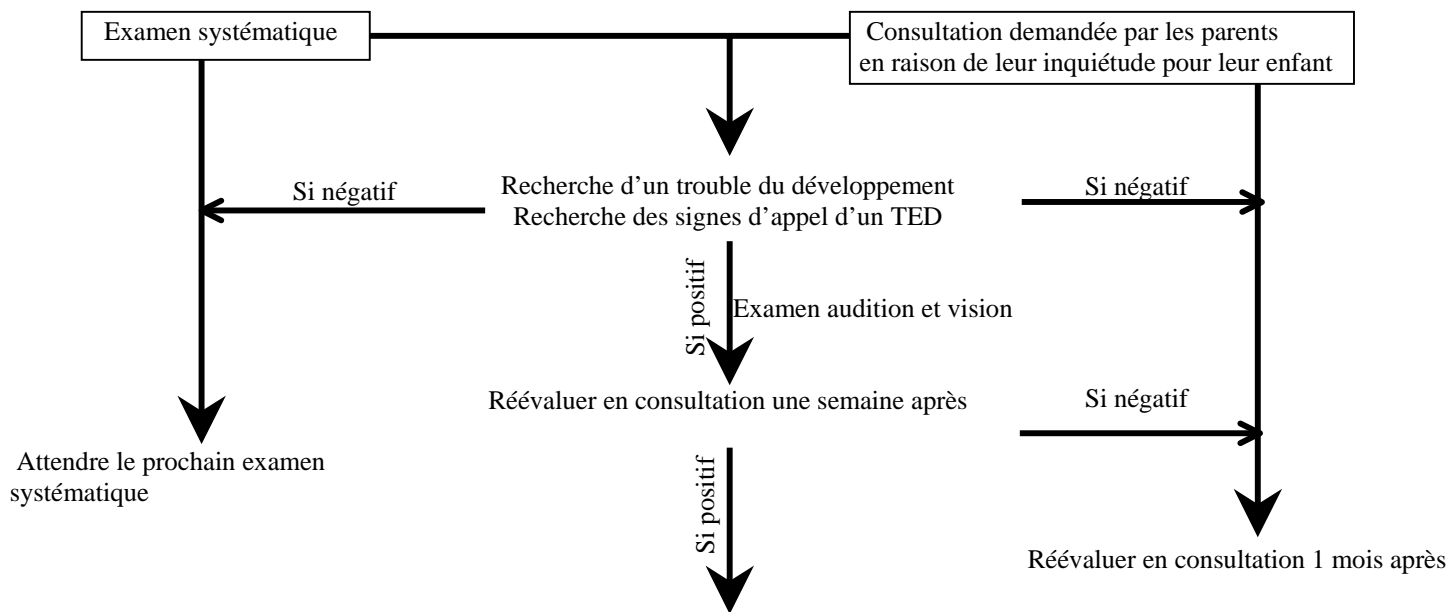 Examen systématique
Consultation demandée par les parents
en raison de leur inquiétude pour leur enfant
Si négatif
Recherche d’un trouble du développement
Recherche des signes d’appel d’un TED
Si négatif
Si positif
Examen audition et vision
Réévaluer en consultation une semaine après
Si négatif
Attendre le prochain examen
systématique
Si positif
Réévaluer en consultation 1 mois après